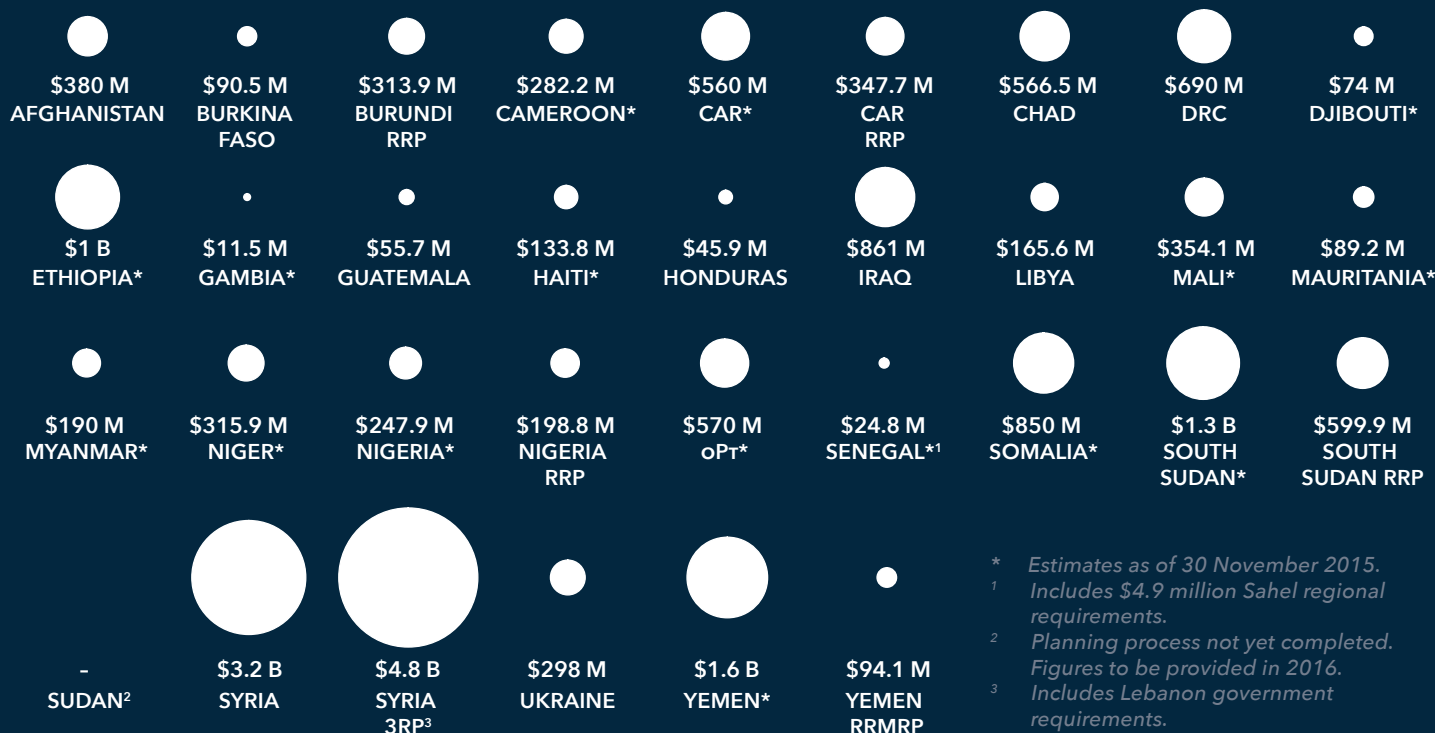 $380 M $90.5 M $313.9 M $282.2 M $560 M $347.7 M $566.5 M $690 M $74 M
AFGHANISTAN BURKINA BURUNDI CAMEROON* CAR* CAR CHAD DRC DJIBOUTI*
FASO RRP RRP
$1 B $11.5 M $55.7 M $133.8 M $45.9 M $861 M $165.6 M $354.1 M $89.2 M
ETHIOPIA* GAMBIA* GUATEMALA HAITI* HONDURAS IRAQ LIBYA MALI* MAURITANIA*
$190 M $315.9 M $247.9 M $198.8 M $570 M $24.8 M $850 M $1.3 B $599.9 M
MYANMAR* NIGER* NIGERIA* NIGERIA oPt* SENEGAL*¹ SOMALIA* SOUTH SOUTH
RRP SUDAN* SUDAN RRP
– $3.2 B $4.8 B $298 M $1.6 B $94.1 M
SUDAN² SYRIA SYRIA UKRAINE YEMEN* YEMEN
3RP³ RRMRP
* Estimates as of 30 November 2015.
¹ Includes $4.9 million Sahel regional
requirements.
² Planning process not yet completed.
Figures to be provided in 2016.
³ Includes Lebanon government
requirements.